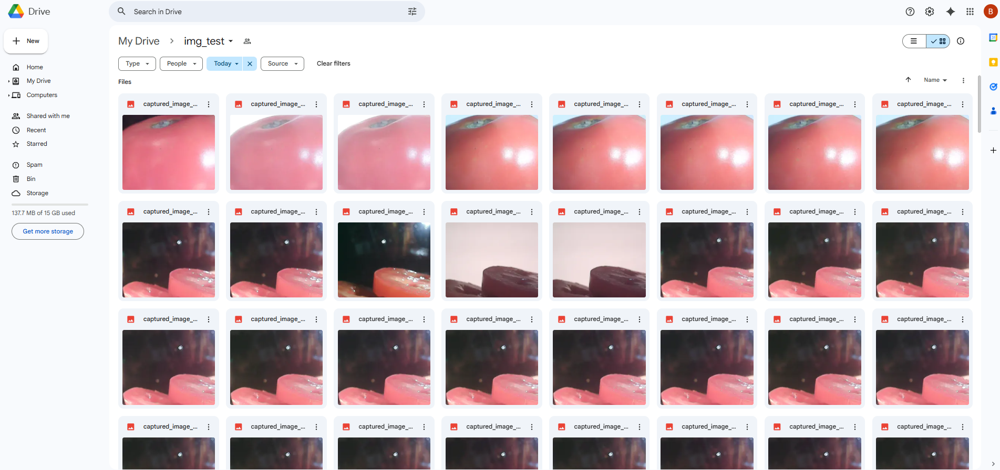 Drive
Search in Drive
B
New
My Drive
img_test
Home
My Drive
Computers
Shared with me
Recent
Starred
Spam
Bin
Storage
137.7 MB of 15 GB used
Get more storage
Type
People
Today
Source
Clear filters
Files
Name
captured_image_... captured_image_... captured_image_... captured_image_... captured_image_... captured_image_... captured_image_... captured_image_...
captured_image_... captured_image_... captured_image_... captured_image_... captured_image_... captured_image_... captured_image_... captured_image_...
captured_image_... captured_image_... captured_image_... captured_image_... captured_image_... captured_image_... captured_image_... captured_image_...
captured_image_... captured_image_... captured_image_... captured_image_... captured_image_... captured_image_... captured_image_... captured_image_...
31